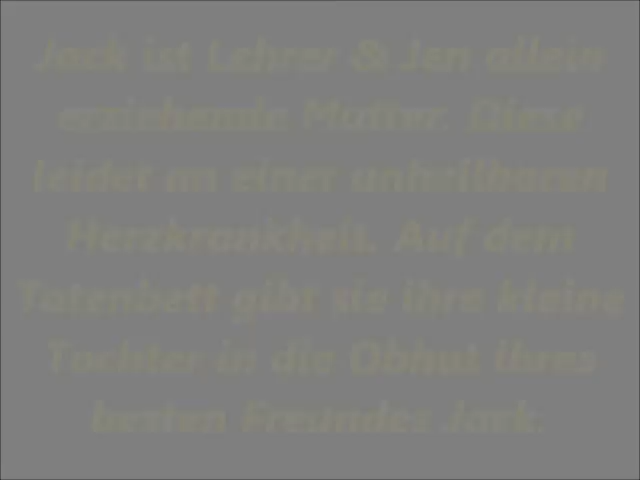 Jack ist Lehrer & Jen allein
erziehende Mutter. Diese
leidet an einer unheilbaren
Herzkrankheit. Auf dem
Totenbett gibt sie ihre kleine
Tochter in die Obhut ihres
besten Freundes Jack.